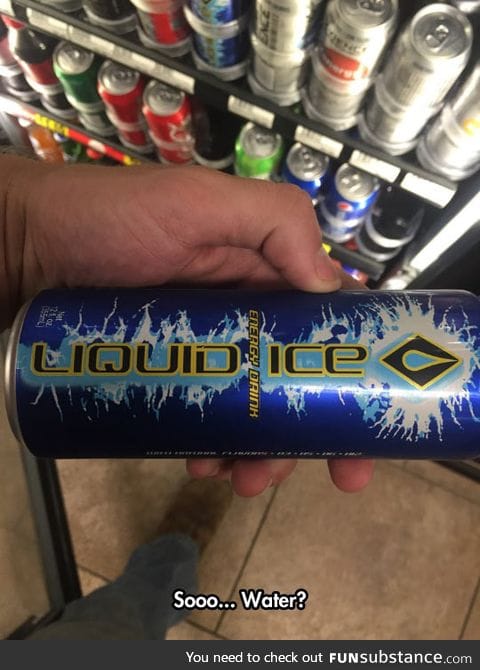 LIQUID ICE
ENERGY DRINK
Sooo... Water?
You need to check out FUNsubstance.com